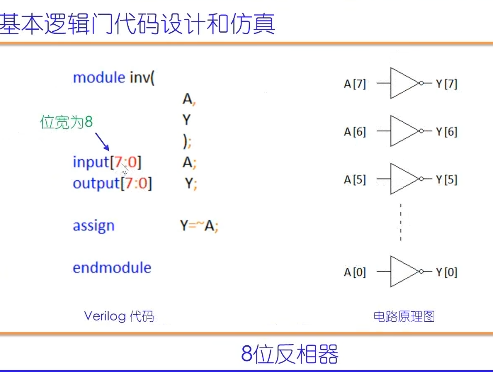 基本逻辑门代码设计和仿真
module inv(
A,
Y
);
位宽为8
input[7:0] A;
output[7:0] Y;
assign Y=~A;
endmodule
Verilog 代码
A[7] Y[7]
A[6] Y[6]
A[5] Y[5]
A[0] Y[0]
电路原理图
8位反相器